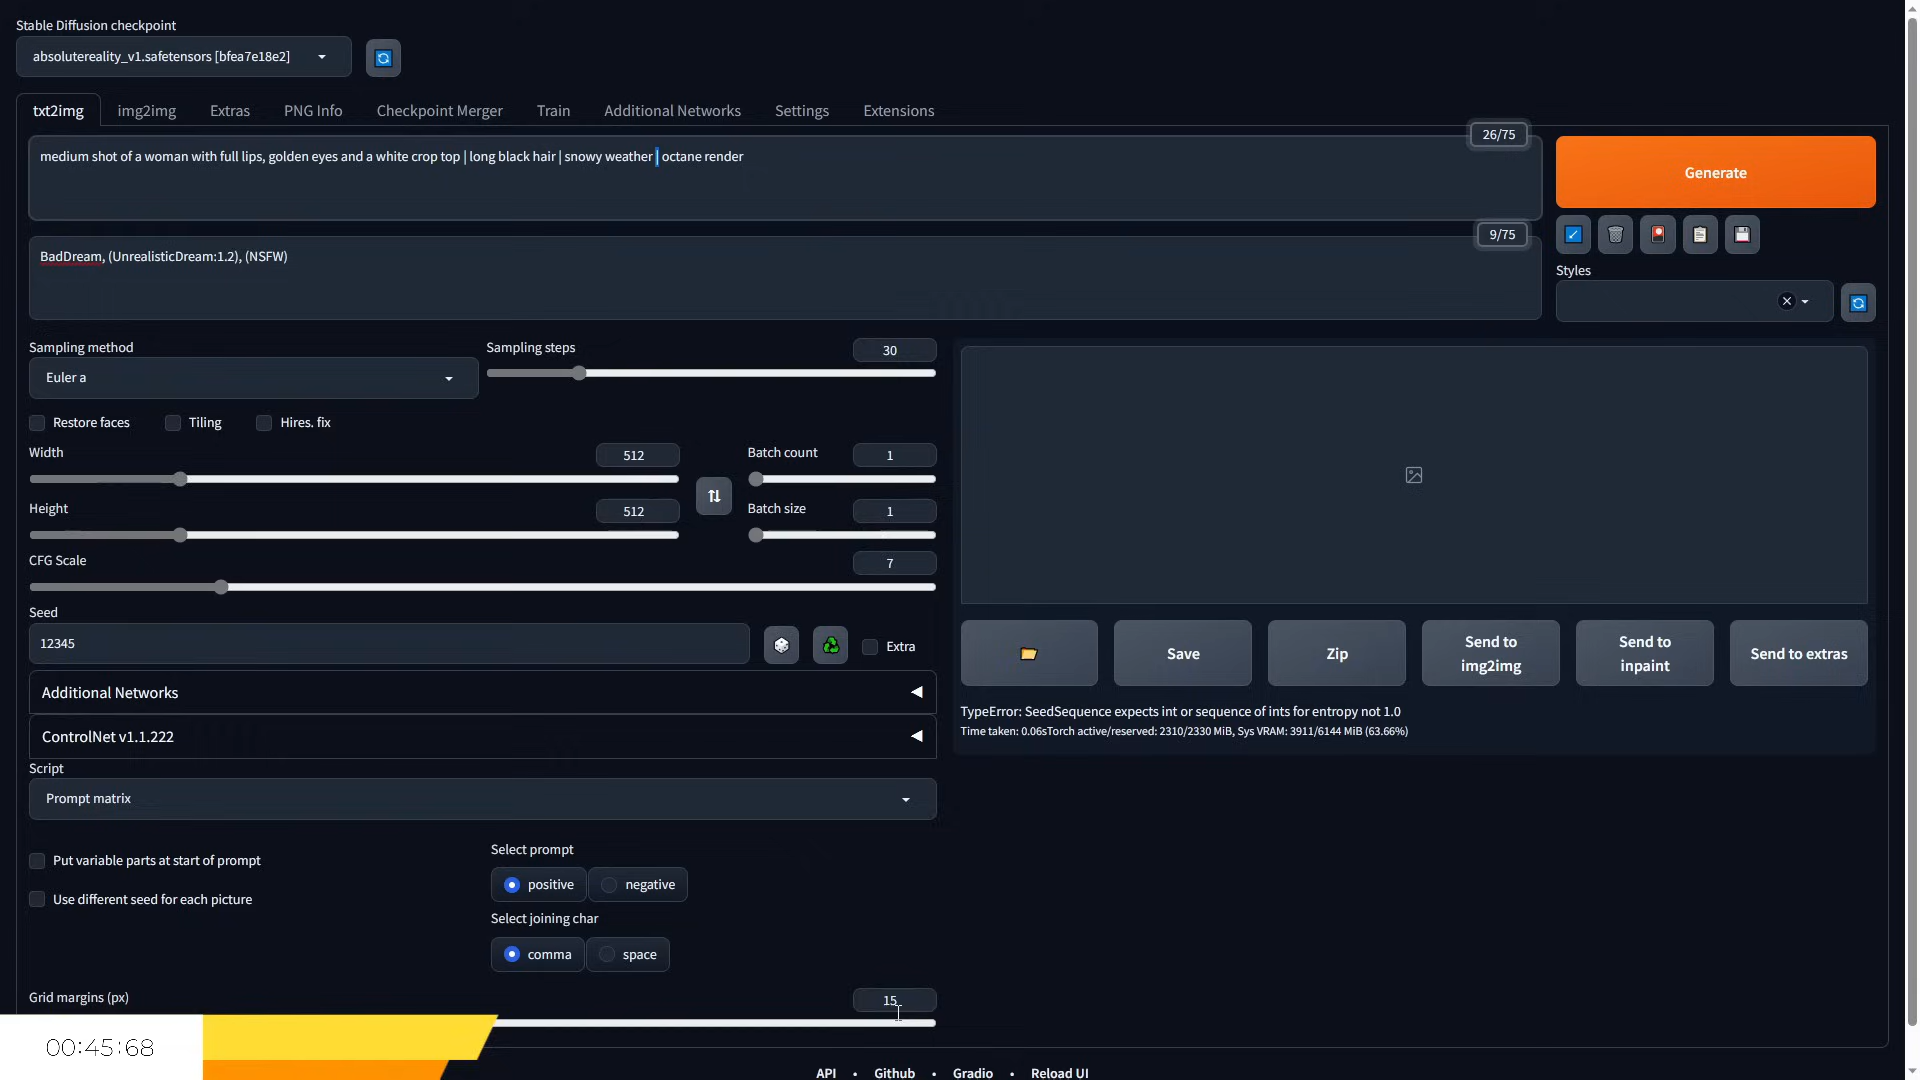 Stable Diffusion checkpoint
absolutereality_v1.safetensors [bfea7e18e2]
txt2img img2img Extras PNG Info Checkpoint Merger Train Additional Networks Settings Extensions
26/75
medium shot of a woman with full lips, golden eyes and a white crop top | long black hair | snowy weather | octane render
Generate
9/75
BadDream, (UnrealisticDream:1.2), (NSFW)
Styles
Sampling method
Euler a
Sampling steps
30
Restore faces Tiling Hires. fix
Width
512
Batch count
1
Height
512
Batch size
1
CFG Scale
7
Seed
12345
Extra
Save
Zip
Send to
img2img
Send to
inpaint
Send to extras
TypeError: SeedSequence expects int or sequence of ints for entropy not 1.0
Time taken: 0.06sTorch active/reserved: 2310/2330 MiB, Sys VRAM: 3911/6144 MiB (63.66%)
Additional Networks
ControlNet v1.1.222
Script
Prompt matrix
Put variable parts at start of prompt
Use different seed for each picture
Select prompt
positive negative
Select joining char
comma space
Grid margins (px)
15
00:45:68
API • Github • Gradio • Reload UI